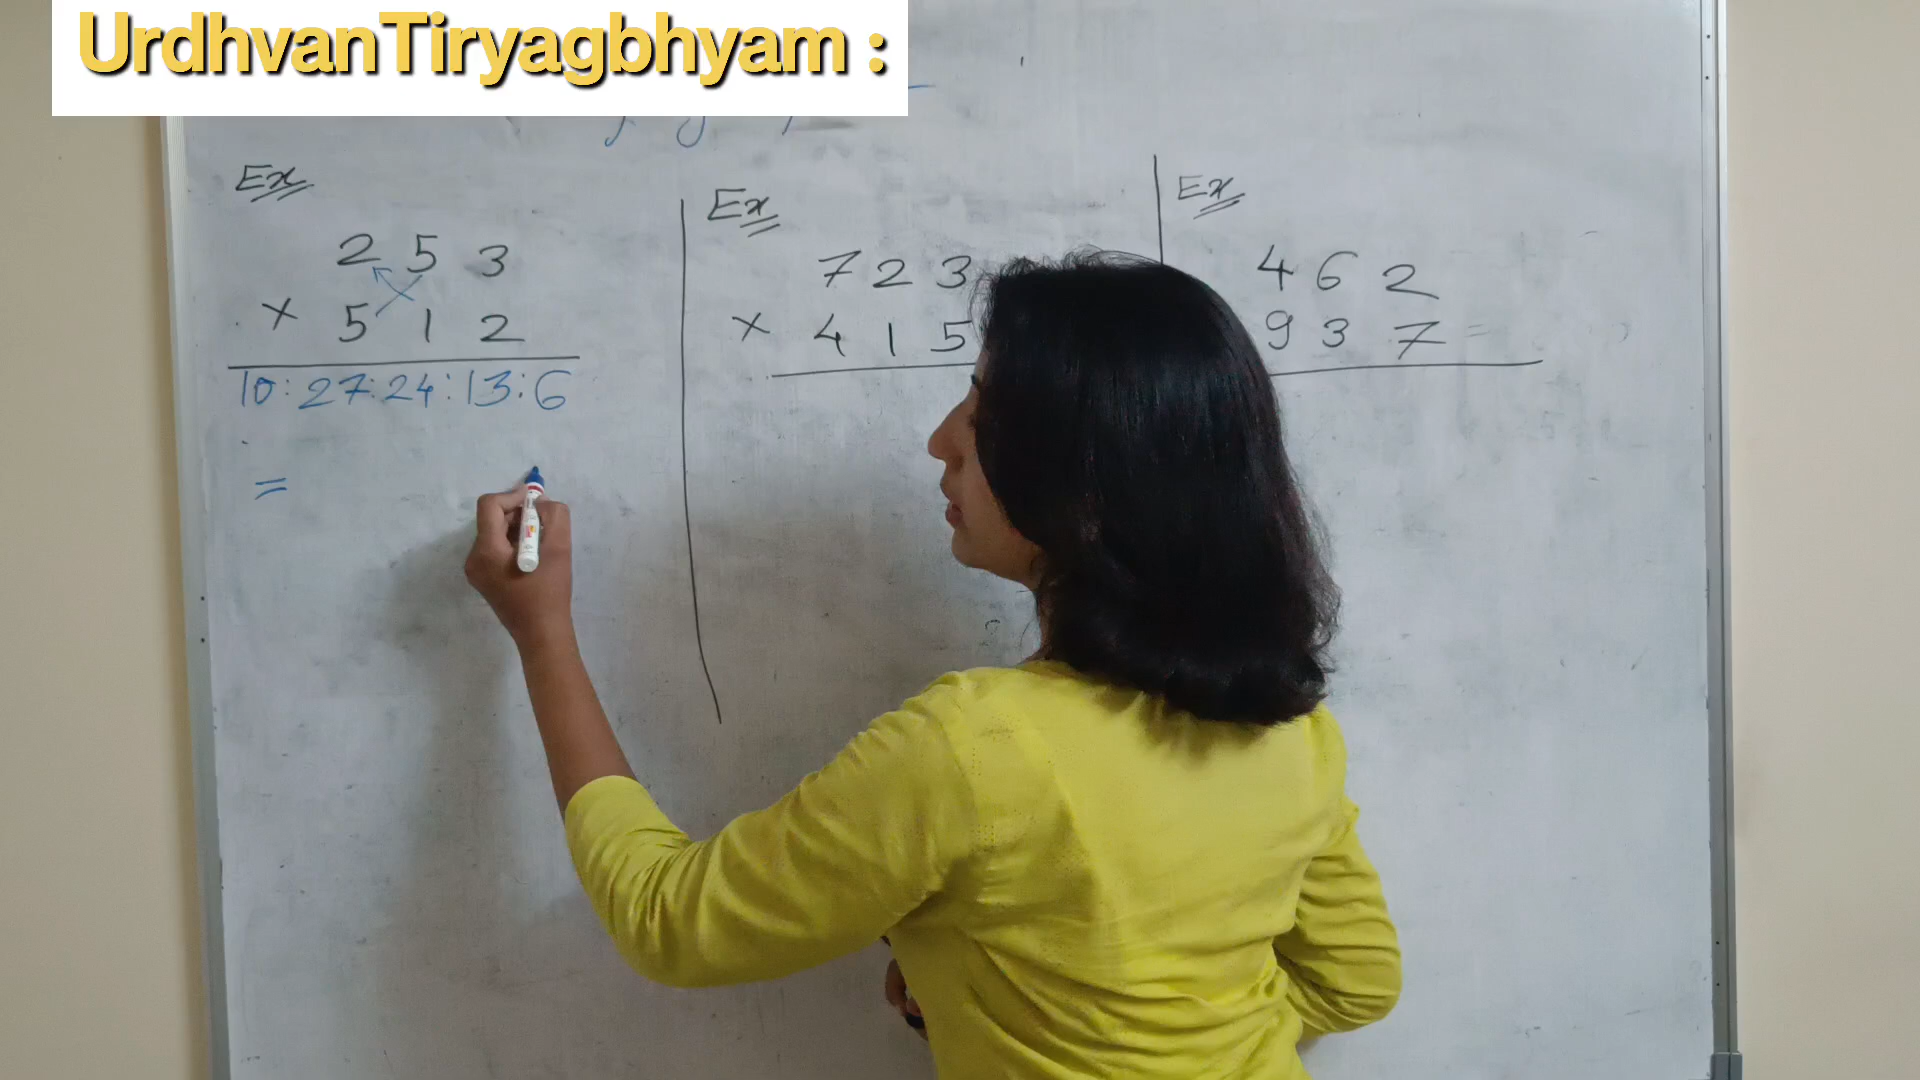 UrdhvanTiryagbhyam :
Ex
2 5 3
× 5 1 2
10:27:24:13:6
=
Ex
7 2 3
× 4 1 5
Ex
4 6 2
9 3 7